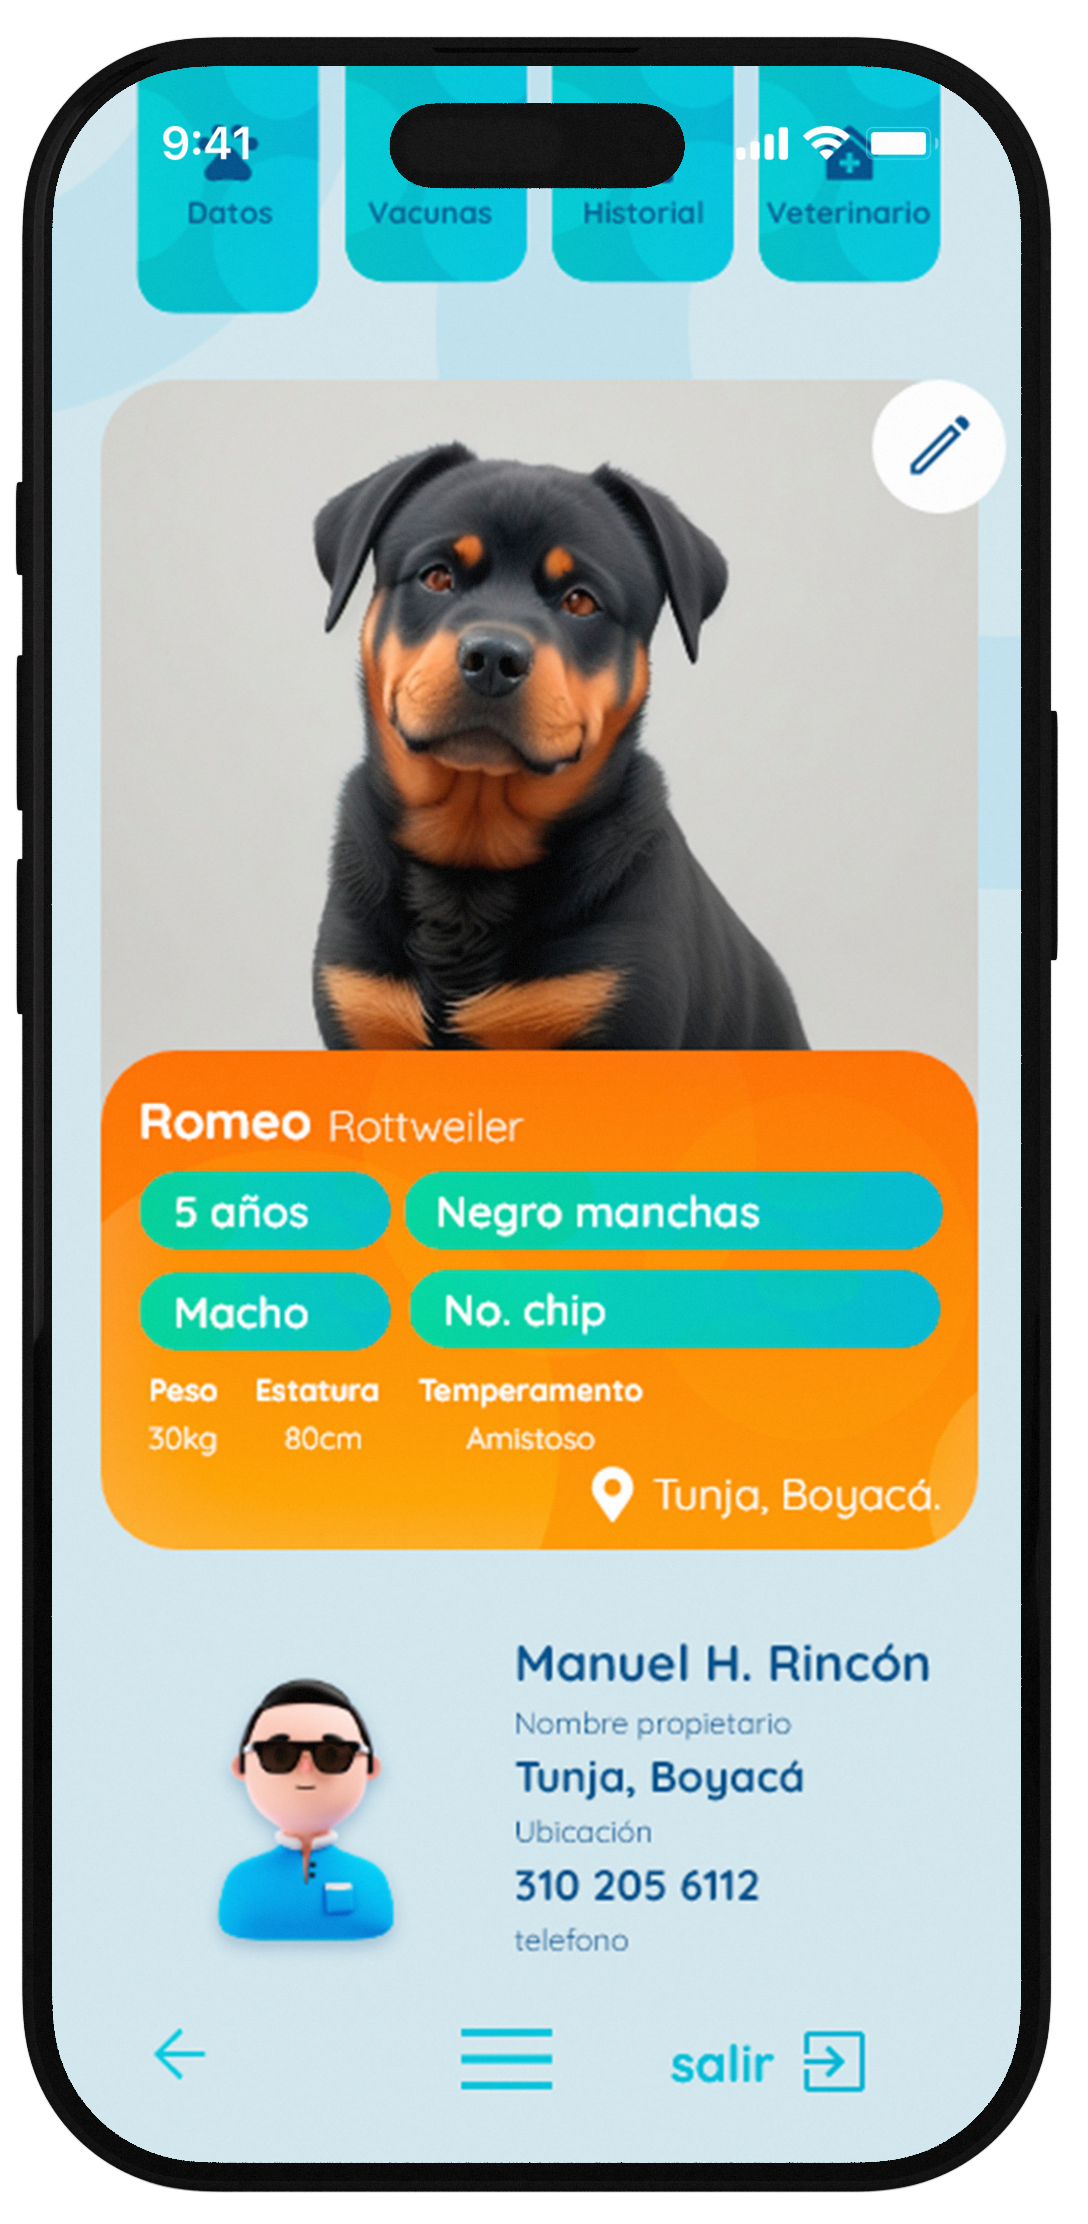 9:41
Datos Vacunas Historial Veterinario
Romeo Rottweiler
5 años Negro manchas
Macho No. chip
Peso Estatura Temperamento
30kg 80cm Amistoso
Tunja, Boyacá.
Manuel H. Rincón
Nombre propietario
Tunja, Boyacá
Ubicación
310 205 6112
telefono
salir